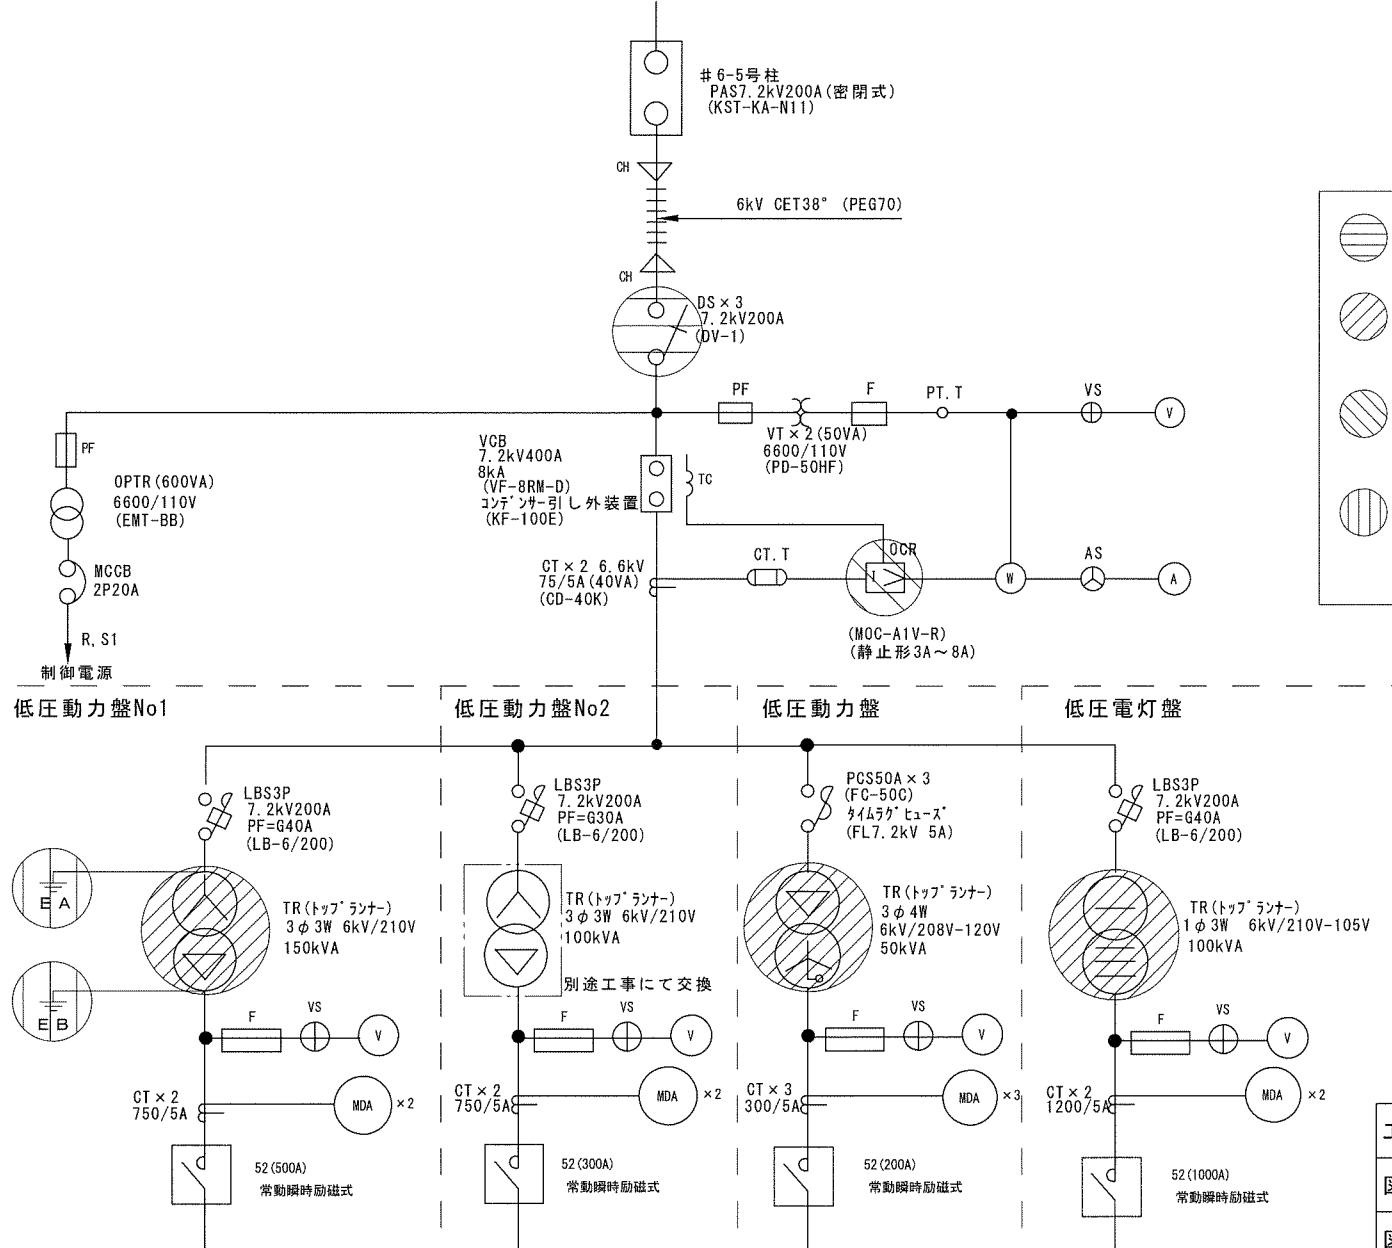 #6-5号柱
PAS7.2kV200A(密閉式)
(KST-KA-N11)
CH
6kV CET38° (PEG70)
CH
DS×3
7.2kV200A
(DV-1)
PF
F
PT.T
VS
V
VT×2(50VA)
6600/110V
(PD-50HF)
PF
OPTR(600VA)
6600/110V
(EMT-BB)
MCCB
2P20A
R,S1
制御電源
VCB
7.2kV400A
8kA
(VF-8RM-D)
コンデンサー引し外装置
(KF-100E)
TC
CT×2 6.6kV
75/5A(40VA)
(CD-40K)
CT.T
OCR
I >
W
AS
A
(MOC-A1V-R)
(静止形3A～8A)
低圧動力盤No1
低圧動力盤No2
低圧動力盤
低圧電灯盤
LBS3P
7.2kV200A
PF=G40A
(LB-6/200)
LBS3P
7.2kV200A
PF=G30A
(LB-6/200)
PCS50A×3
(FC-50C)
タイムラグヒューズ
(FL7.2kV 5A)
LBS3P
7.2kV200A
PF=G40A
(LB-6/200)
EA
EB
TR(トップランナー)
3φ3W 6kV/210V
150kVA
TR(トップランナー)
3φ3W 6kV/210V
100kVA
別途工事にて交換
TR(トップランナー)
3φ4W
6kV/208V-120V
50kVA
TR(トップランナー)
1φ3W 6kV/210V-105V
100kVA
F
VS
V
F
VS
V
F
VS
V
F
VS
V
CT×2
750/5A
MDA
×2
CT×2
750/5A
MDA
×2
CT×3
300/5A
MDA
×3
CT×2
1200/5A
MDA
×2
52(500A)
常動瞬時励磁式
52(300A)
常動瞬時励磁式
52(200A)
常動瞬時励磁式
52(1000A)
常動瞬時励磁式